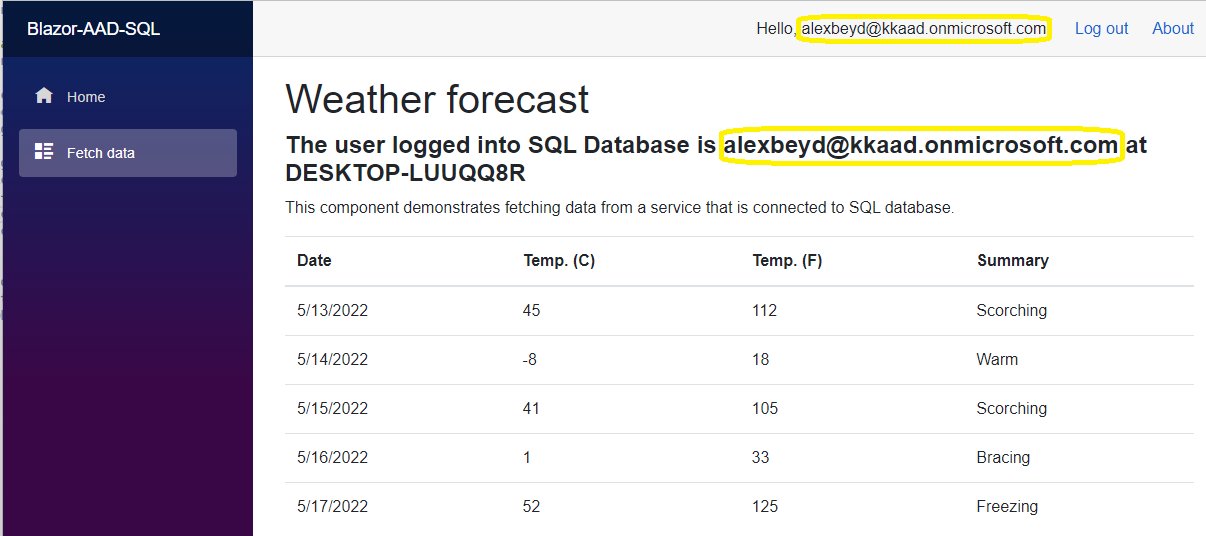 Blazor-AAD-SQL
Hello, alexbeyd@kkaad.onmicrosoft.com Log out About
Home
Fetch data
Weather forecast
The user logged into SQL Database is alexbeyd@kkaad.onmicrosoft.com at
DESKTOP-LUUQQ8R
This component demonstrates fetching data from a service that is connected to SQL database.
Date Temp. (C) Temp. (F) Summary
5/13/2022 45 112 Scorching
5/14/2022 -8 18 Warm
5/15/2022 41 105 Scorching
5/16/2022 1 33 Bracing
5/17/2022 52 125 Freezing